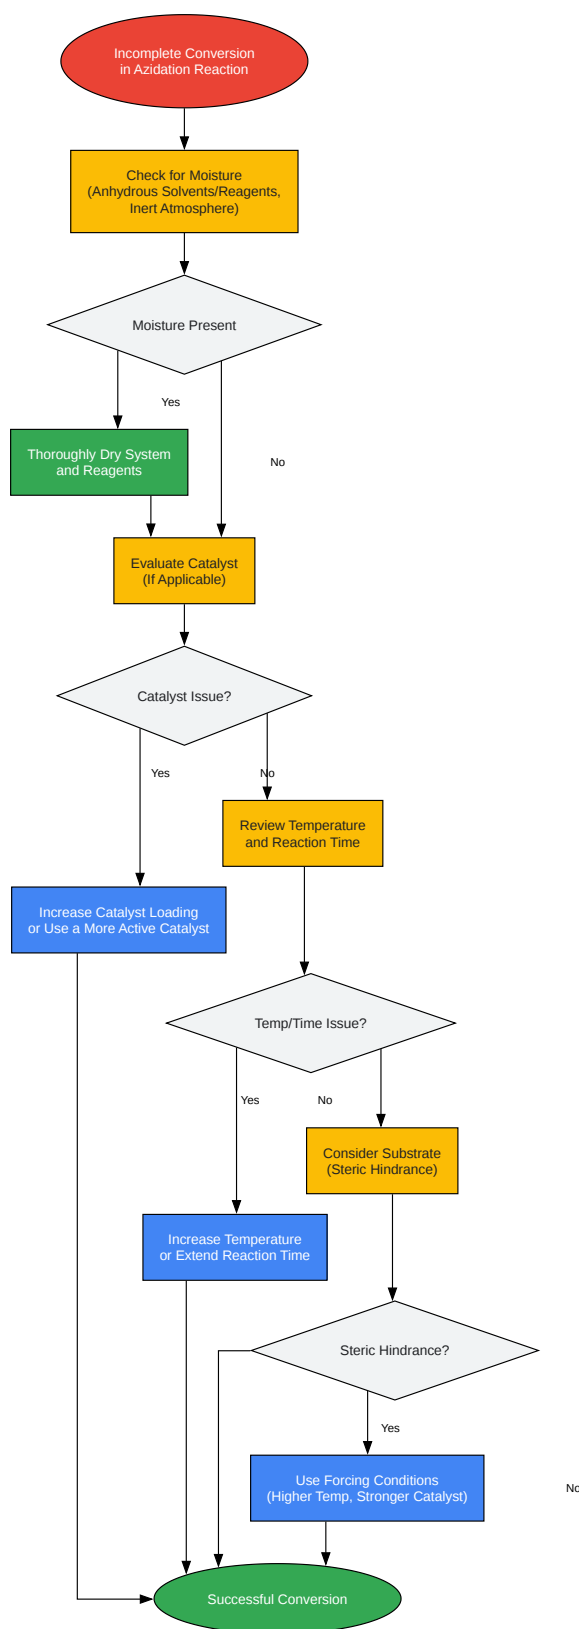 Incomplete Conversion
in Azidation Reaction
Check for Moisture
(Anhydrous Solvents/Reagents,
Inert Atmosphere)
Moisture Present
Yes
Thoroughly Dry System
and Reagents
No
Evaluate Catalyst
(If Applicable)
Catalyst Issue?
Yes
No
Review Temperature
and Reaction Time
Increase Catalyst Loading
or Use a More Active Catalyst
Temp/Time Issue?
Yes
No
Consider Substrate
(Steric Hindrance)
Increase Temperature
or Extend Reaction Time
Steric Hindrance?
Yes
Use Forcing Conditions
(Higher Temp, Stronger Catalyst)
No
Successful Conversion